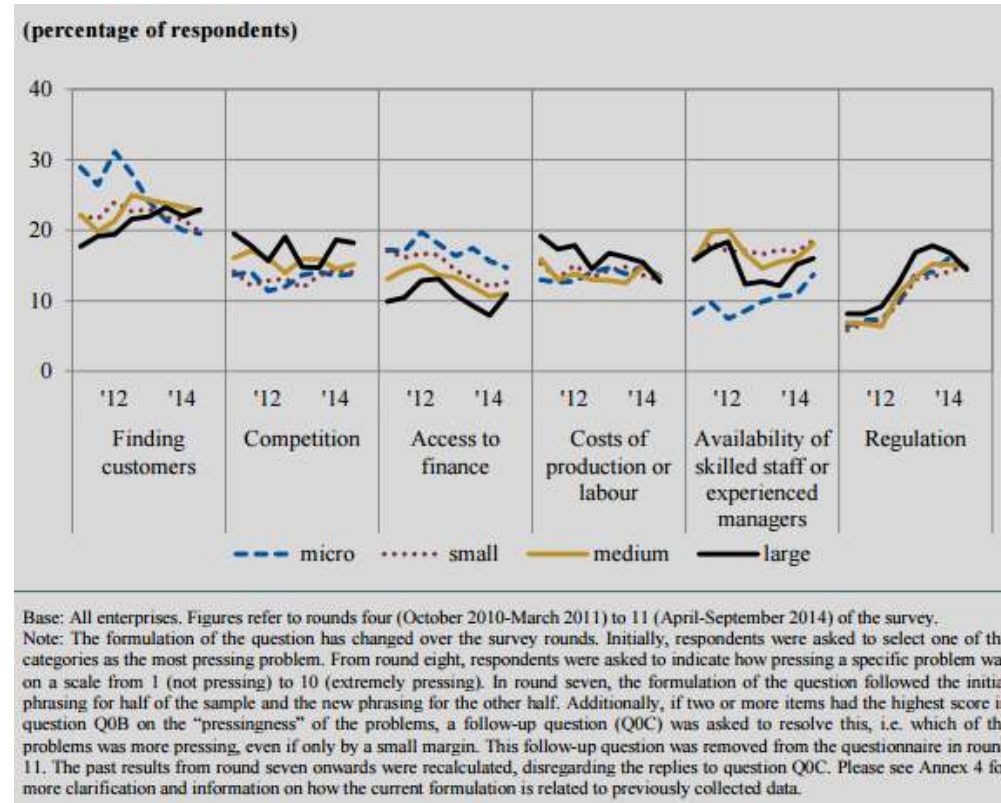 (percentage of respondents)
40
30
20
10
0
'12 '14 '12 '14 '12 '14 '12 '14 '12 '14 '12 '14
Finding Competition Access to Costs of Availability of Regulation
customers finance production or skilled staff or
labour experienced
managers
micro small medium large
Base: All enterprises. Figures refer to rounds four (October 2010-March 2011) to 11 (April-September 2014) of the survey.
Note: The formulation of the question has changed over the survey rounds. Initially, respondents were asked to select one of th
categories as the most pressing problem. From round eight, respondents were asked to indicate how pressing a specific problem wa
on a scale from 1 (not pressing) to 10 (extremely pressing). In round seven, the formulation of the question followed the initia
phrasing for half of the sample and the new phrasing for the other half. Additionally, if two or more items had the highest score i
question Q0B on the “pressingness” of the problems, a follow-up question (Q0C) was asked to resolve this, i.e. which of th
problems was more pressing, even if only by a small margin. This follow-up question was removed from the questionnaire in roun
11. The past results from round seven onwards were recalculated, disregarding the replies to question Q0C. Please see Annex 4 fo
more clarification and information on how the current formulation is related to previously collected data.